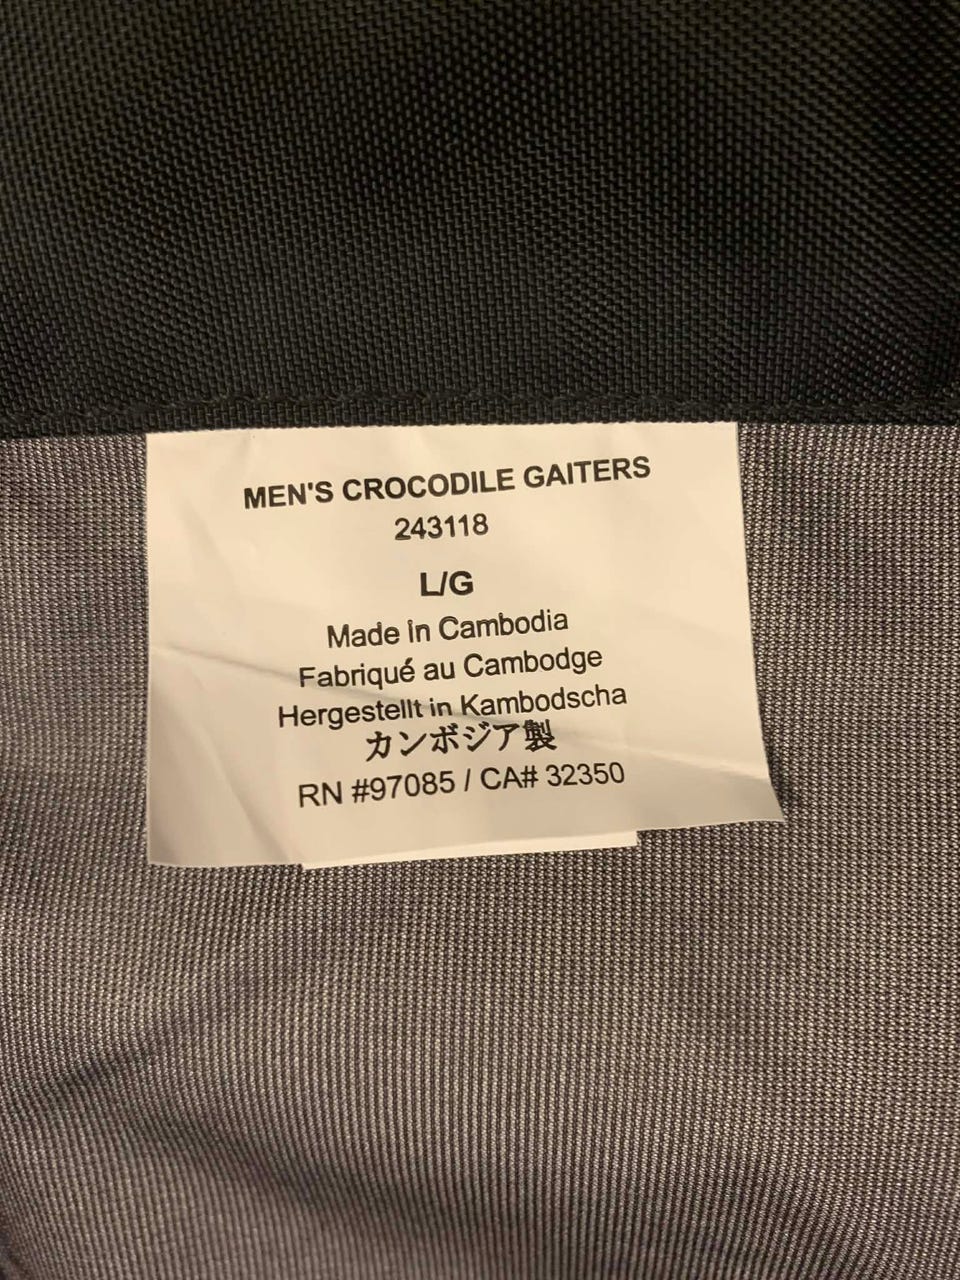 MEN'S CROCODILE GAITERS
243118
L/G
Made in Cambodia
Fabriqué au Cambodge
Hergestellt in Kambodscha
カンボジア製
RN #97085 / CA# 32350